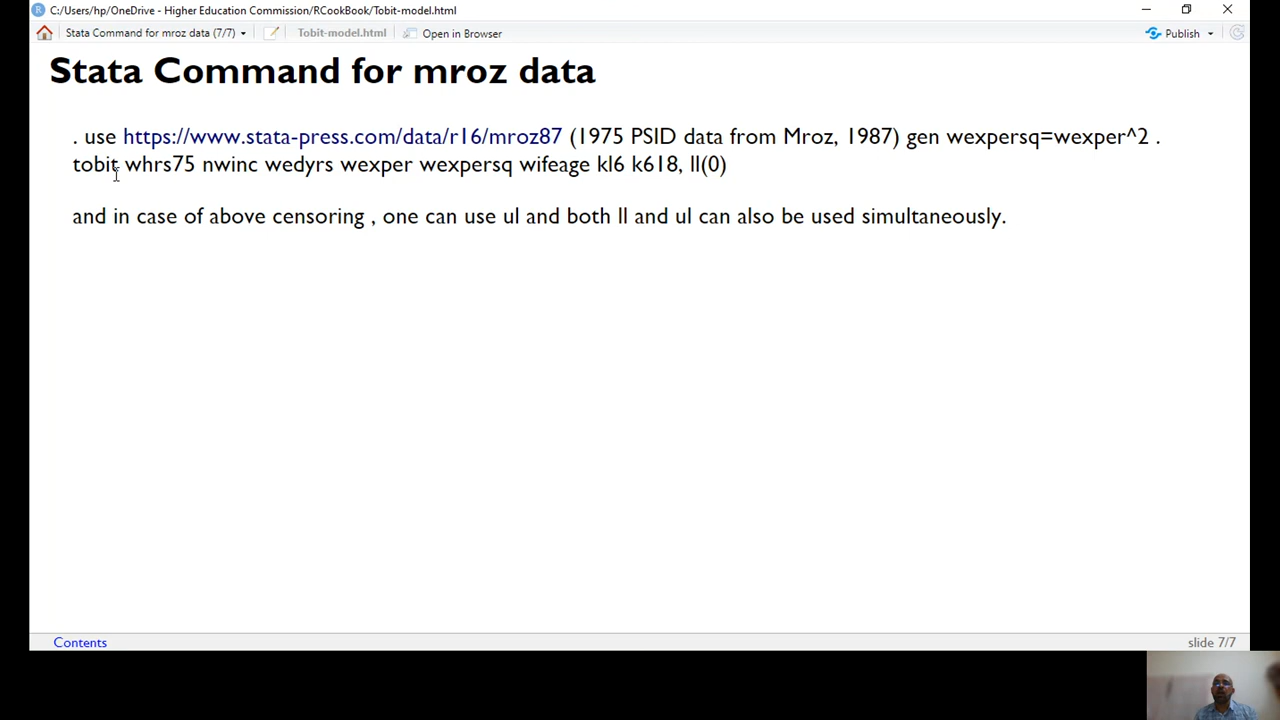 C:/Users/hp/OneDrive - Higher Education Commission/RCookBook/Tobit-model.html
Stata Command for mroz data (7/7) Tobit-model.html Open in Browser Publish
Stata Command for mroz data
. use https://www.stata-press.com/data/r16/mroz87 (1975 PSID data from Mroz, 1987) gen wexpersq=wexper^2 .
tobit whrs75 nwinc wedyrs wexper wexpersq wifeage kl6 k618, ll(0)
and in case of above censoring , one can use ul and both ll and ul can also be used simultaneously.
Contents slide 7/7